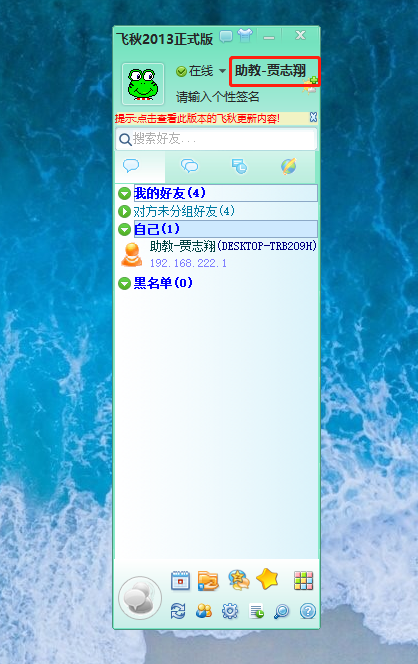 飞秋2013正式版
在线
助教-贾志翔
请输入个性签名
提示:点击查看此版本的飞秋更新内容!
搜索好友...
我的好友(4)
对方未分组好友(4)
自己(1)
助教-贾志翔(DESKTOP-TRB2O9H)
192.168.222.1
黑名单(0)